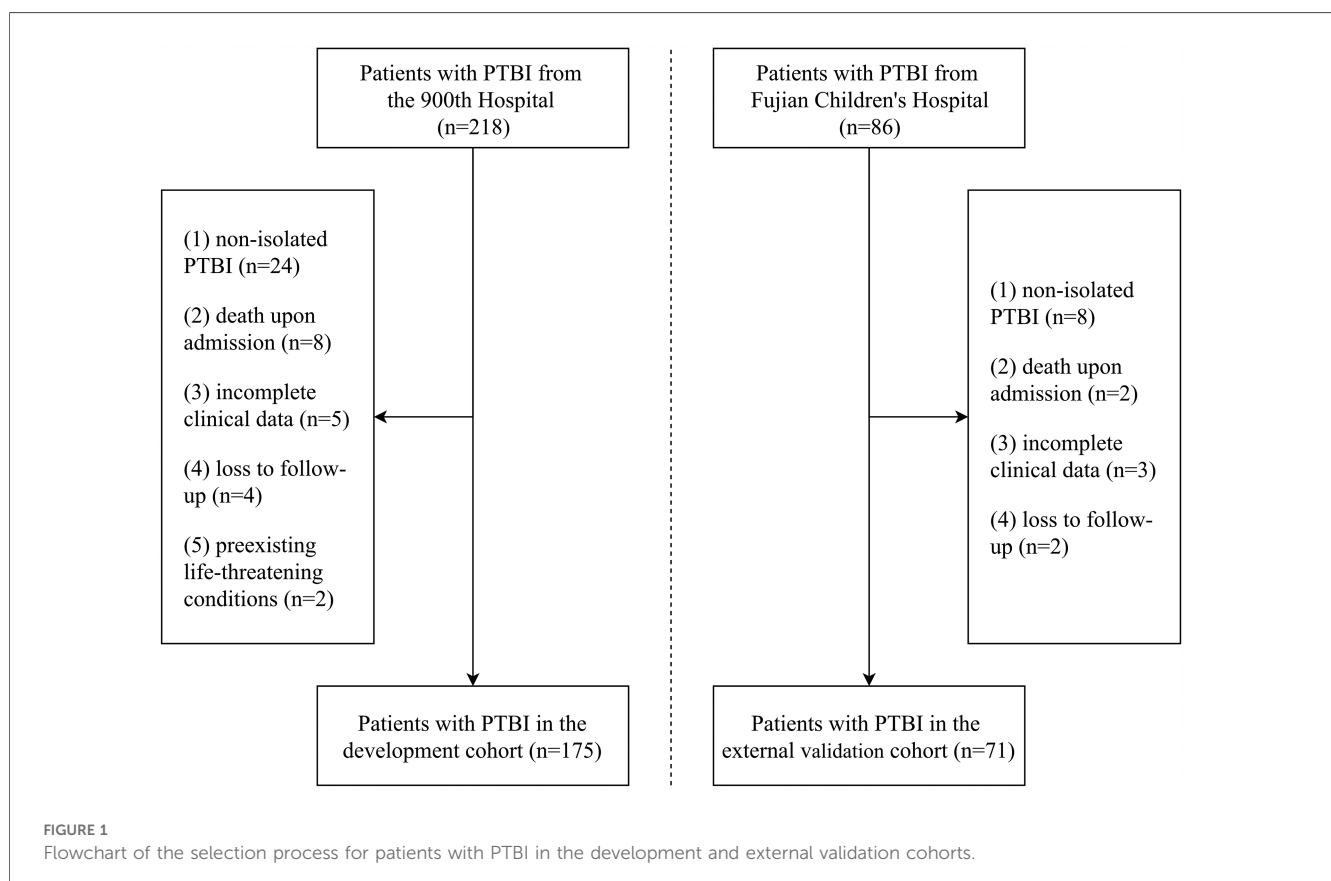 Patients with PTBI from
the 900th Hospital
(n=218)
Patients with PTBI from
Fujian Children's Hospital
(n=86)
(1) non-isolated
PTBI (n=24)
(2) death upon
admission (n=8)
(3) incomplete
clinical data (n=5)
(4) loss to follow-
up (n=4)
(5) preexisting
life-threatening
conditions (n=2)
(1) non-isolated
PTBI (n=8)
(2) death upon
admission (n=2)
(3) incomplete
clinical data (n=3)
(4) loss to follow-
up (n=2)
Patients with PTBI in the
development cohort (n=175)
Patients with PTBI in the
external validation cohort (n=71)
FIGURE 1
Flowchart of the selection process for patients with PTBI in the development and external validation cohorts.